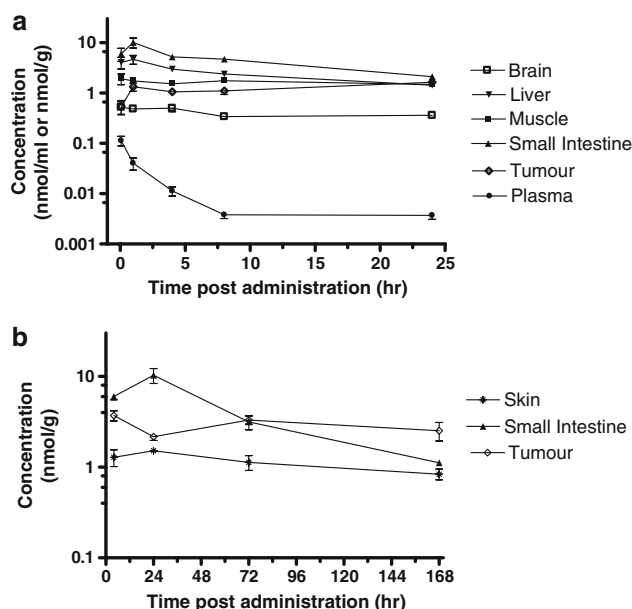 a
Concentration
(nmol/ml or nmol/g)
10
1
0.1
0.01
0.001
0
5
10
15
20
25
Time post administration (hr)
Brain
Liver
Muscle
Small Intestine
Tumour
Plasma
b
Concentration
(nmol/g)
10
1
0.1
0
24
48
72
96
120
144
168
Time post administration (hr)
Skin
Small Intestine
Tumour